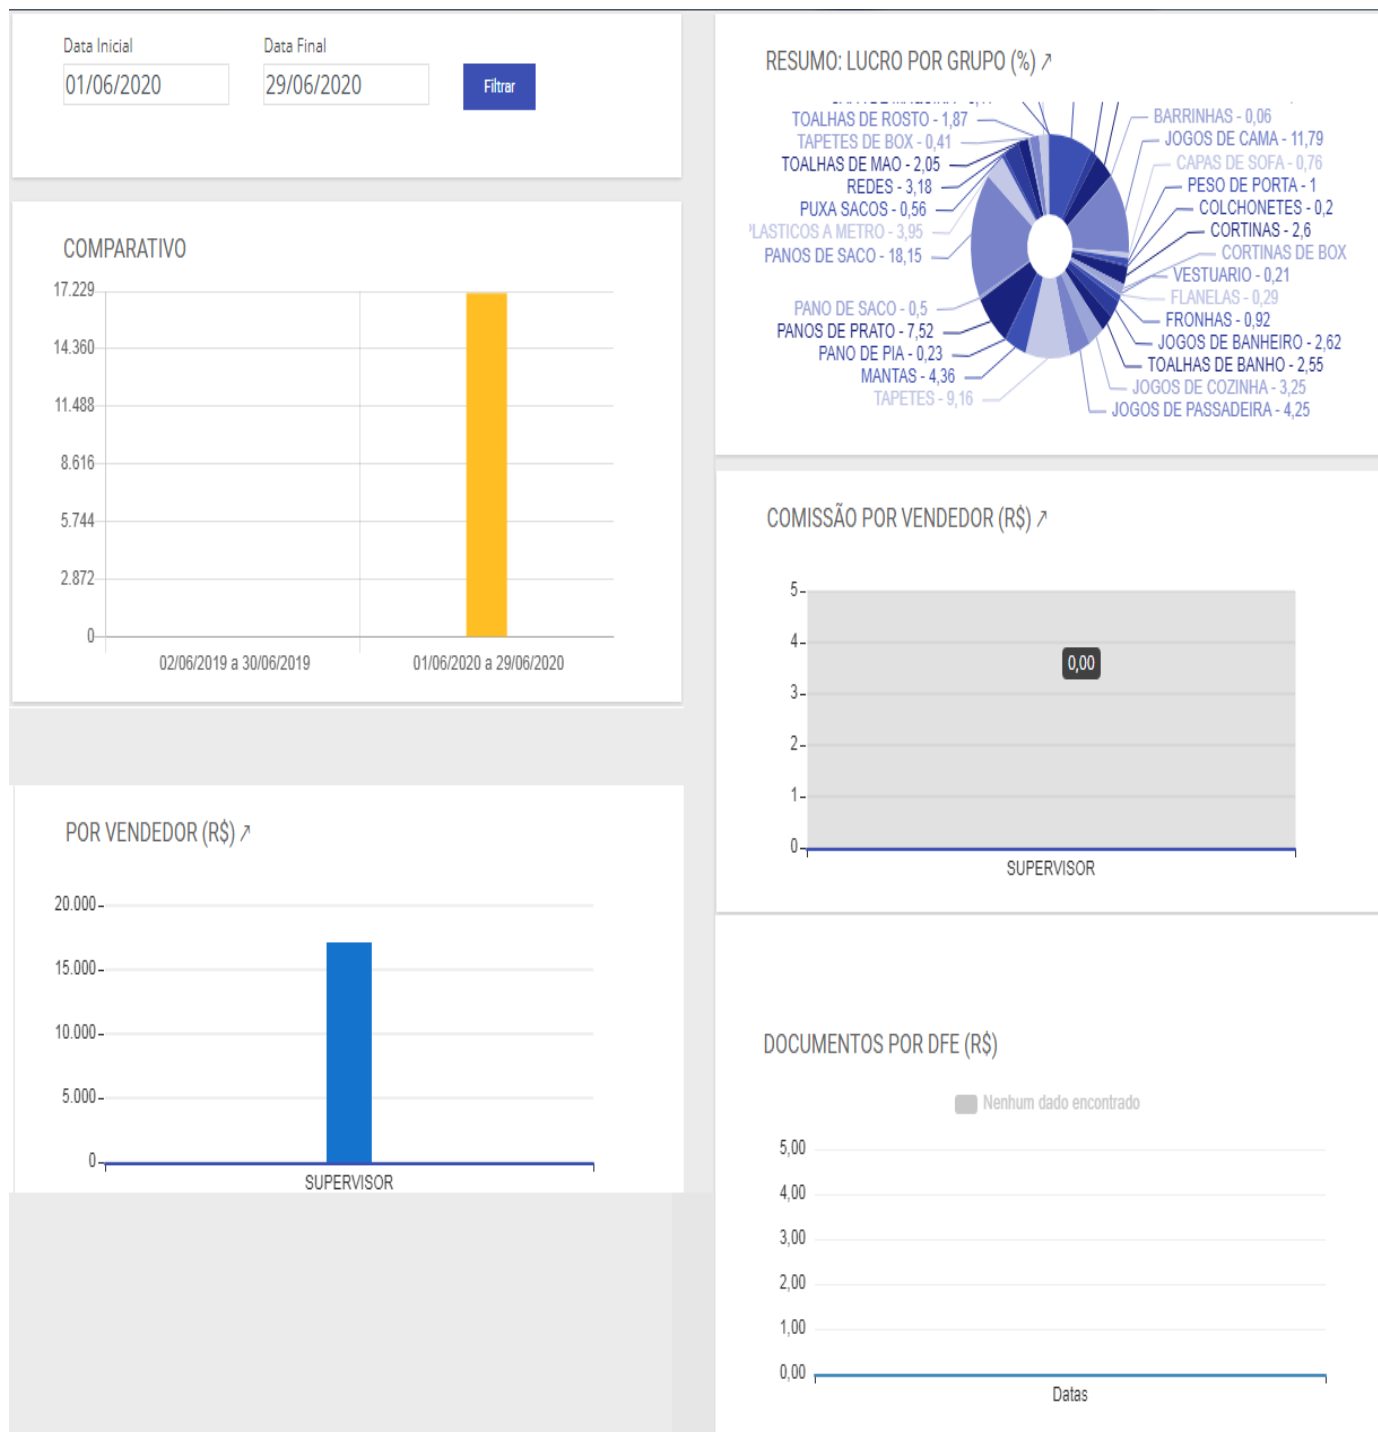 Data Inicial
Data Final
01/06/2020
29/06/2020
Filtrar
COMPARATIVO
17.229
14.360
11.488
8.616
5.744
2.872
0
02/06/2019 a 30/06/2019
01/06/2020 a 29/06/2020
POR VENDEDOR (R$)
20.000
15.000
10.000
5.000
0
SUPERVISOR
RESUMO: LUCRO POR GRUPO (%)
TOALHAS DE ROSTO - 1,87
TAPETES DE BOX - 0,41
TOALHAS DE MAO - 2,05
REDES - 3,18
PUXA SACOS - 0,56
LASTICOS A METRO - 3,95
PANOS DE SACO - 18,15
PANO DE SACO - 0,5
PANOS DE PRATO - 7,52
PANO DE PIA - 0,23
MANTAS - 4,36
TAPETES - 9,16
BARRINHAS - 0,06
JOGOS DE CAMA - 11,79
CAPAS DE SOFA - 0,76
PESO DE PORTA - 1
COLCHONETES - 0,2
CORTINAS - 2,6
CORTINAS DE BOX
VESTUARIO - 0,21
FLANELAS - 0,29
FRONHAS - 0,92
JOGOS DE BANHEIRO - 2,62
TOALHAS DE BANHO - 2,55
JOGOS DE COZINHA - 3,25
JOGOS DE PASSADEIRA - 4,25
COMISSÃO POR VENDEDOR (R$)
5
4
3
2
1
0
0,00
SUPERVISOR
DOCUMENTOS POR DFE (R$)
Nenhum dado encontrado
5,00
4,00
3,00
2,00
1,00
0,00
Datas